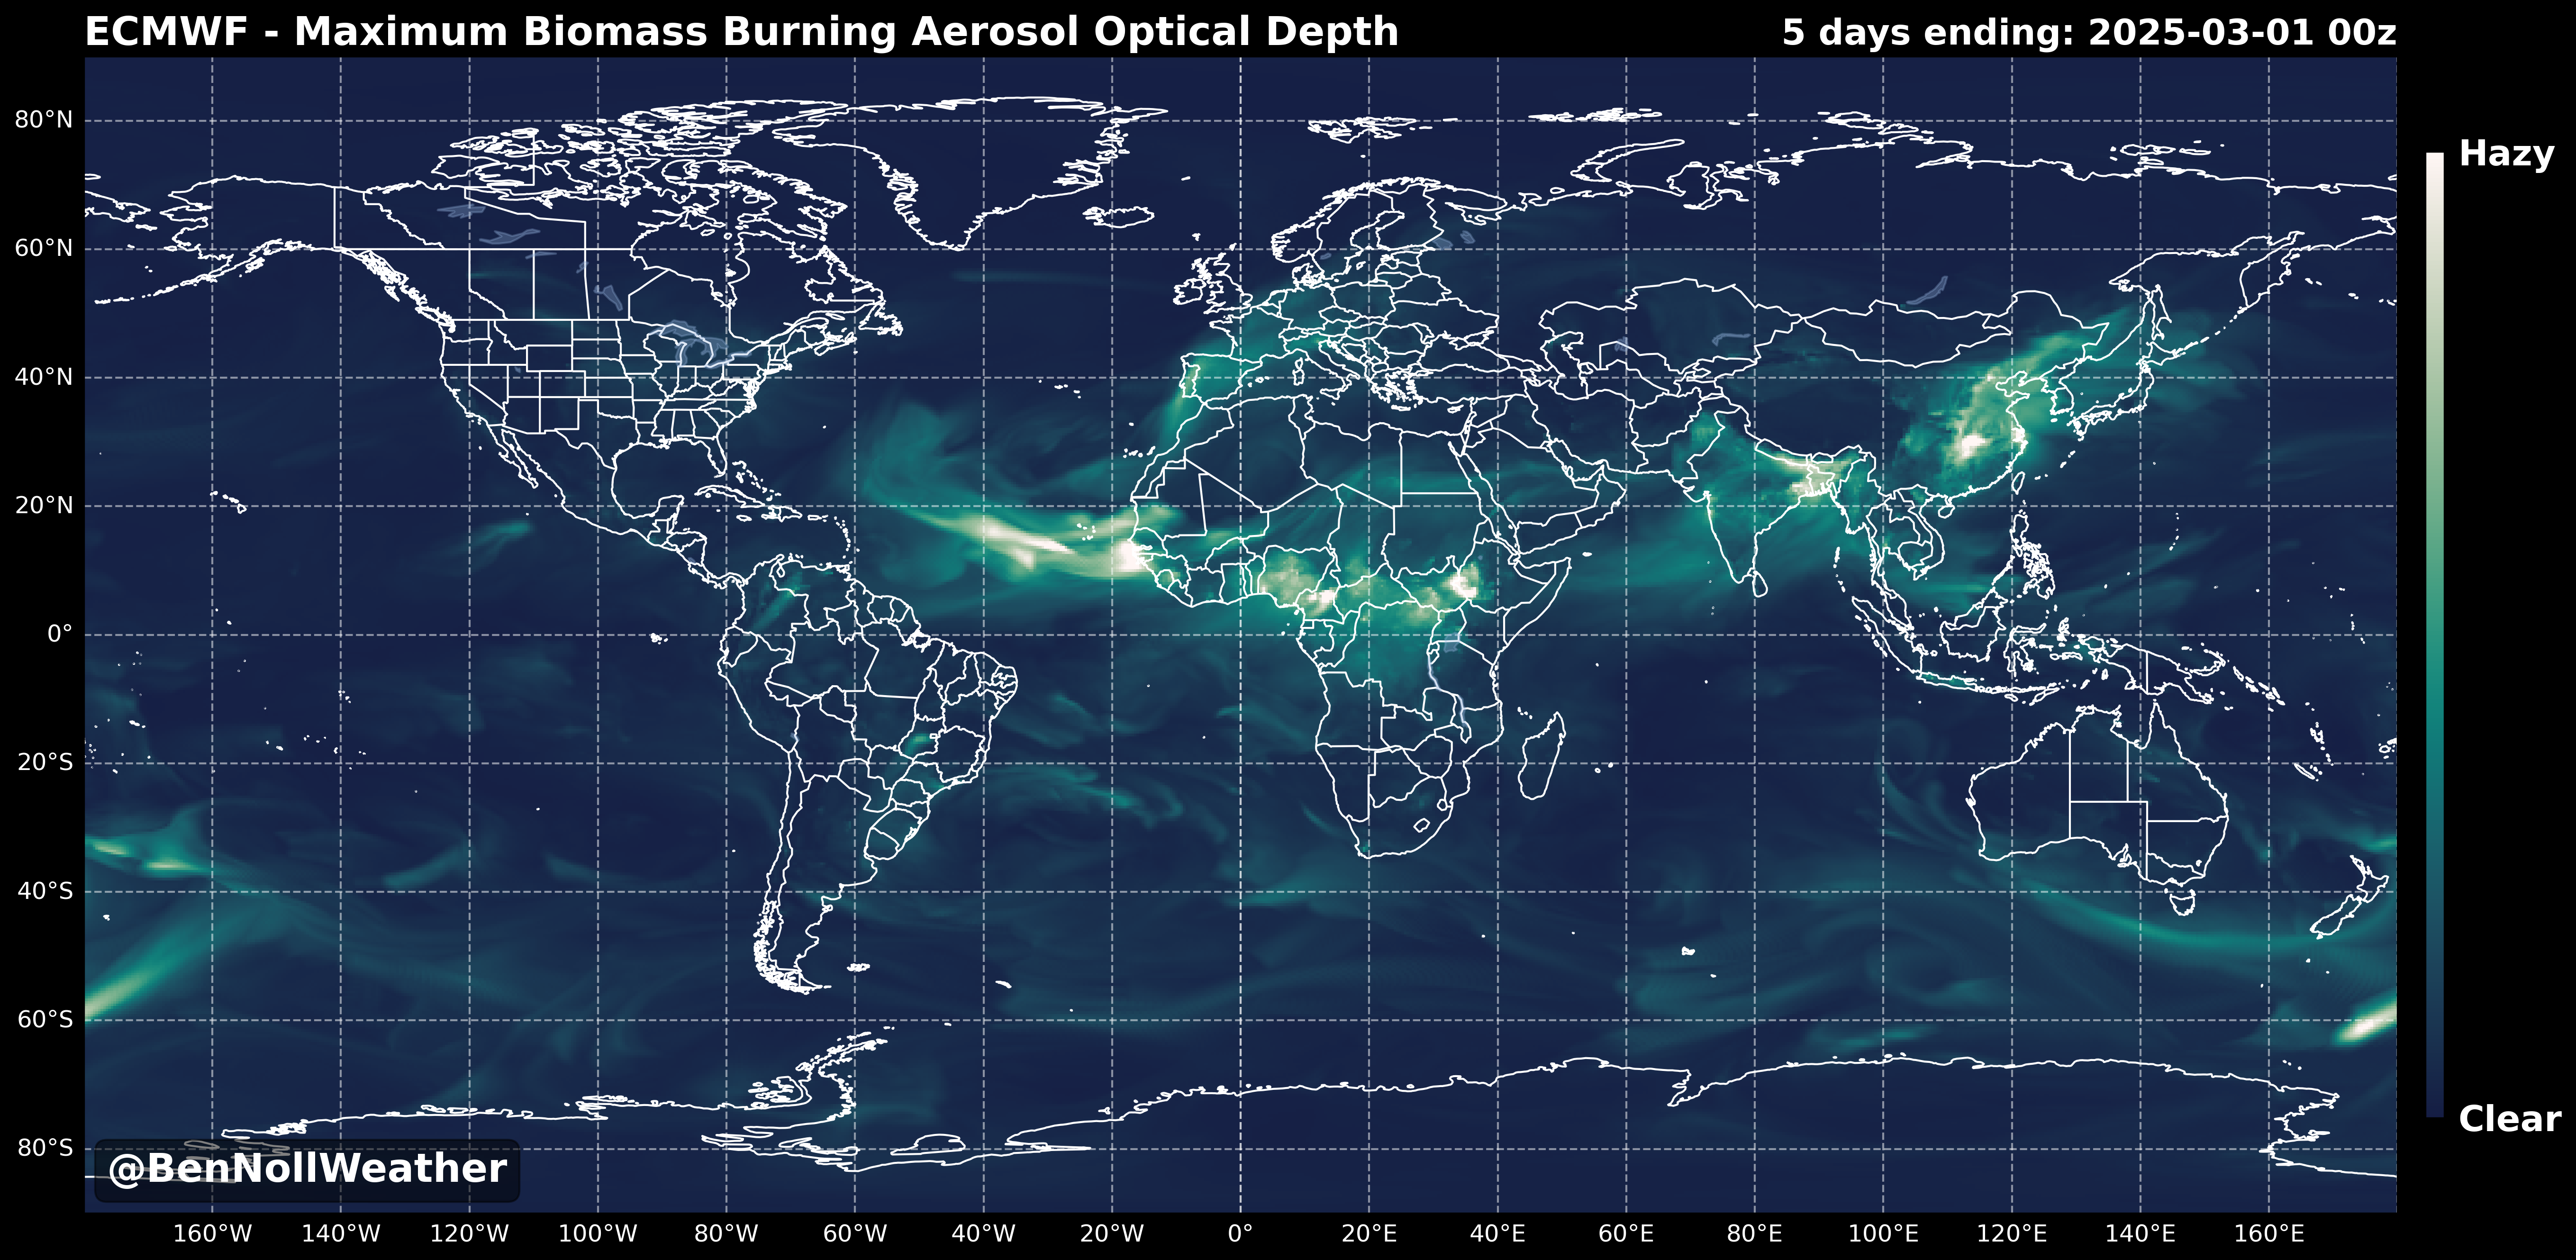 ECMWF - Maximum Biomass Burning Aerosol Optical Depth
5 days ending: 2025-03-01 00z
80°N
60°N
40°N
20°N
0°
20°S
40°S
60°S
80°S
Hazy
Clear
@BenNollWeather
160°W 140°W 120°W 100°W 80°W 60°W 40°W 20°W 0° 20°E 40°E 60°E 80°E 100°E 120°E 140°E 160°E